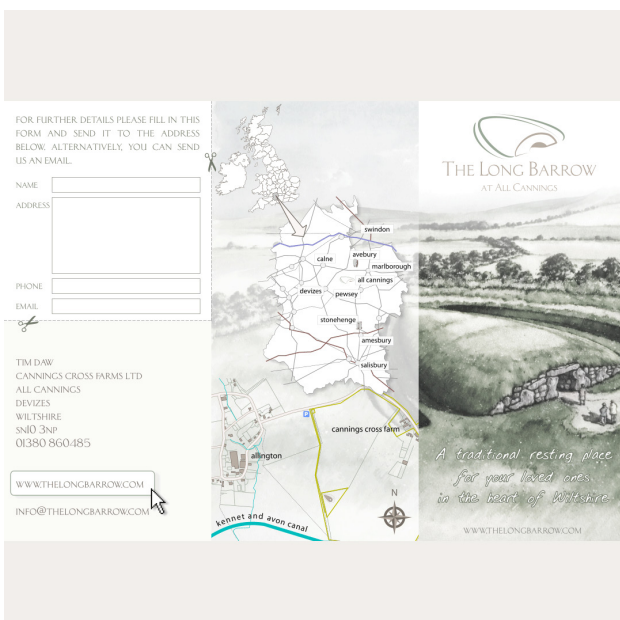 FOR FURTHER DETAILS PLEASE FILL IN THIS
FORM AND SEND IT TO THE ADDRESS
BELOW, ALTERNATIVELY, YOU CAN SEND
US AN EMAIL.
NAME
ADDRESS
PHONE
EMAIL
TIM DAW
CANNINGS CROSS FARMS LTD
ALL CANNINGS
DEVIZES
WILTSHIRE
SN10 3NP
01380 860485
WWW.THELONGBARROW.COM
INFO@THELONGBARROW.COM
swindon
avebury
calne
marlborough
all cannings
devizes
pewsey
stonehenge
amesbury
salisbury
P
cannings cross farm
allington
N
kennet and avon canal
THE LONG BARROW
AT ALL CANNINGS
A traditional resting place
for your loved ones
in the heart of Wiltshire
WWW.THELONGBARROW.COM